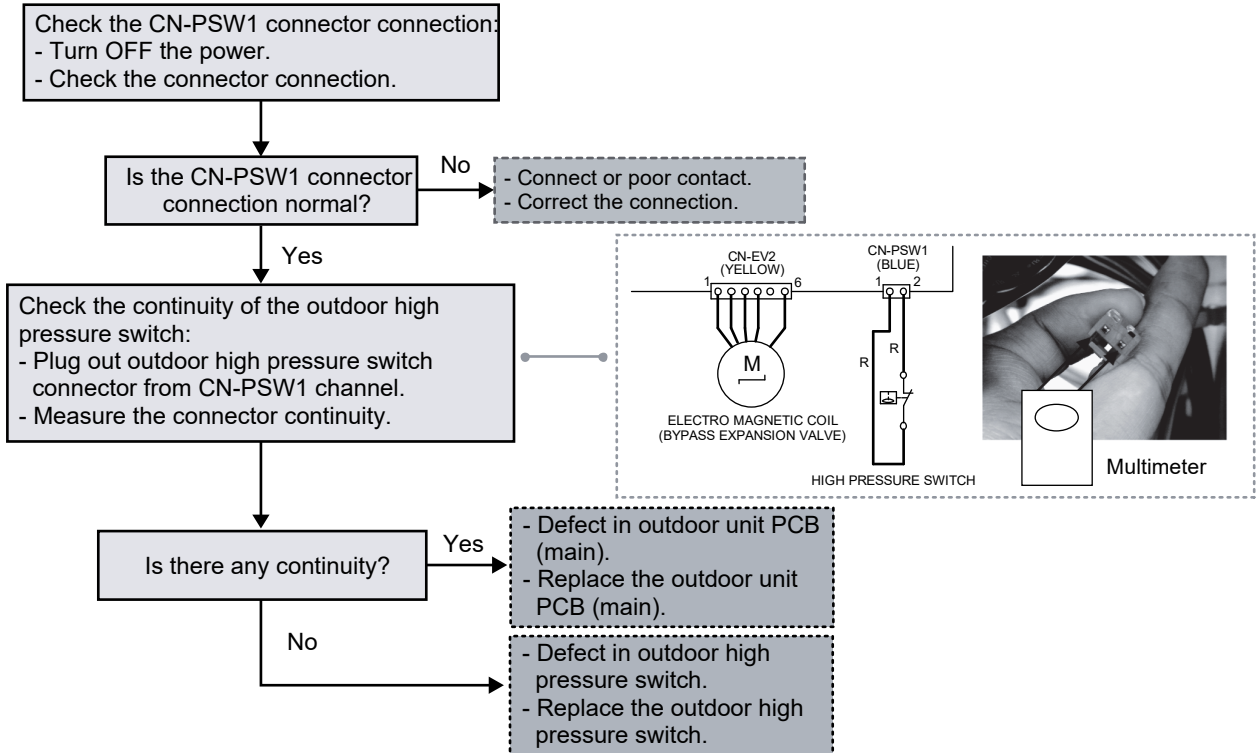 Check the CN-PSW1 connector connection:
- Turn OFF the power.
- Check the connector connection.
Is the CN-PSW1 connector
connection normal?
No
- Connect or poor contact.
- Correct the connection.
Yes
Check the continuity of the outdoor high
pressure switch:
- Plug out outdoor high pressure switch
connector from CN-PSW1 channel.
- Measure the connector continuity.
CN-EV2
(YELLOW)
1
6
M
ELECTRO MAGNETIC COIL
(BYPASS EXPANSION VALVE)
CN-PSW1
(BLUE)
1
2
R
R
HIGH PRESSURE SWITCH
Multimeter
Is there any continuity?
Yes
- Defect in outdoor unit PCB
(main).
- Replace the outdoor unit
PCB (main).
No
- Defect in outdoor high
pressure switch.
- Replace the outdoor high
pressure switch.